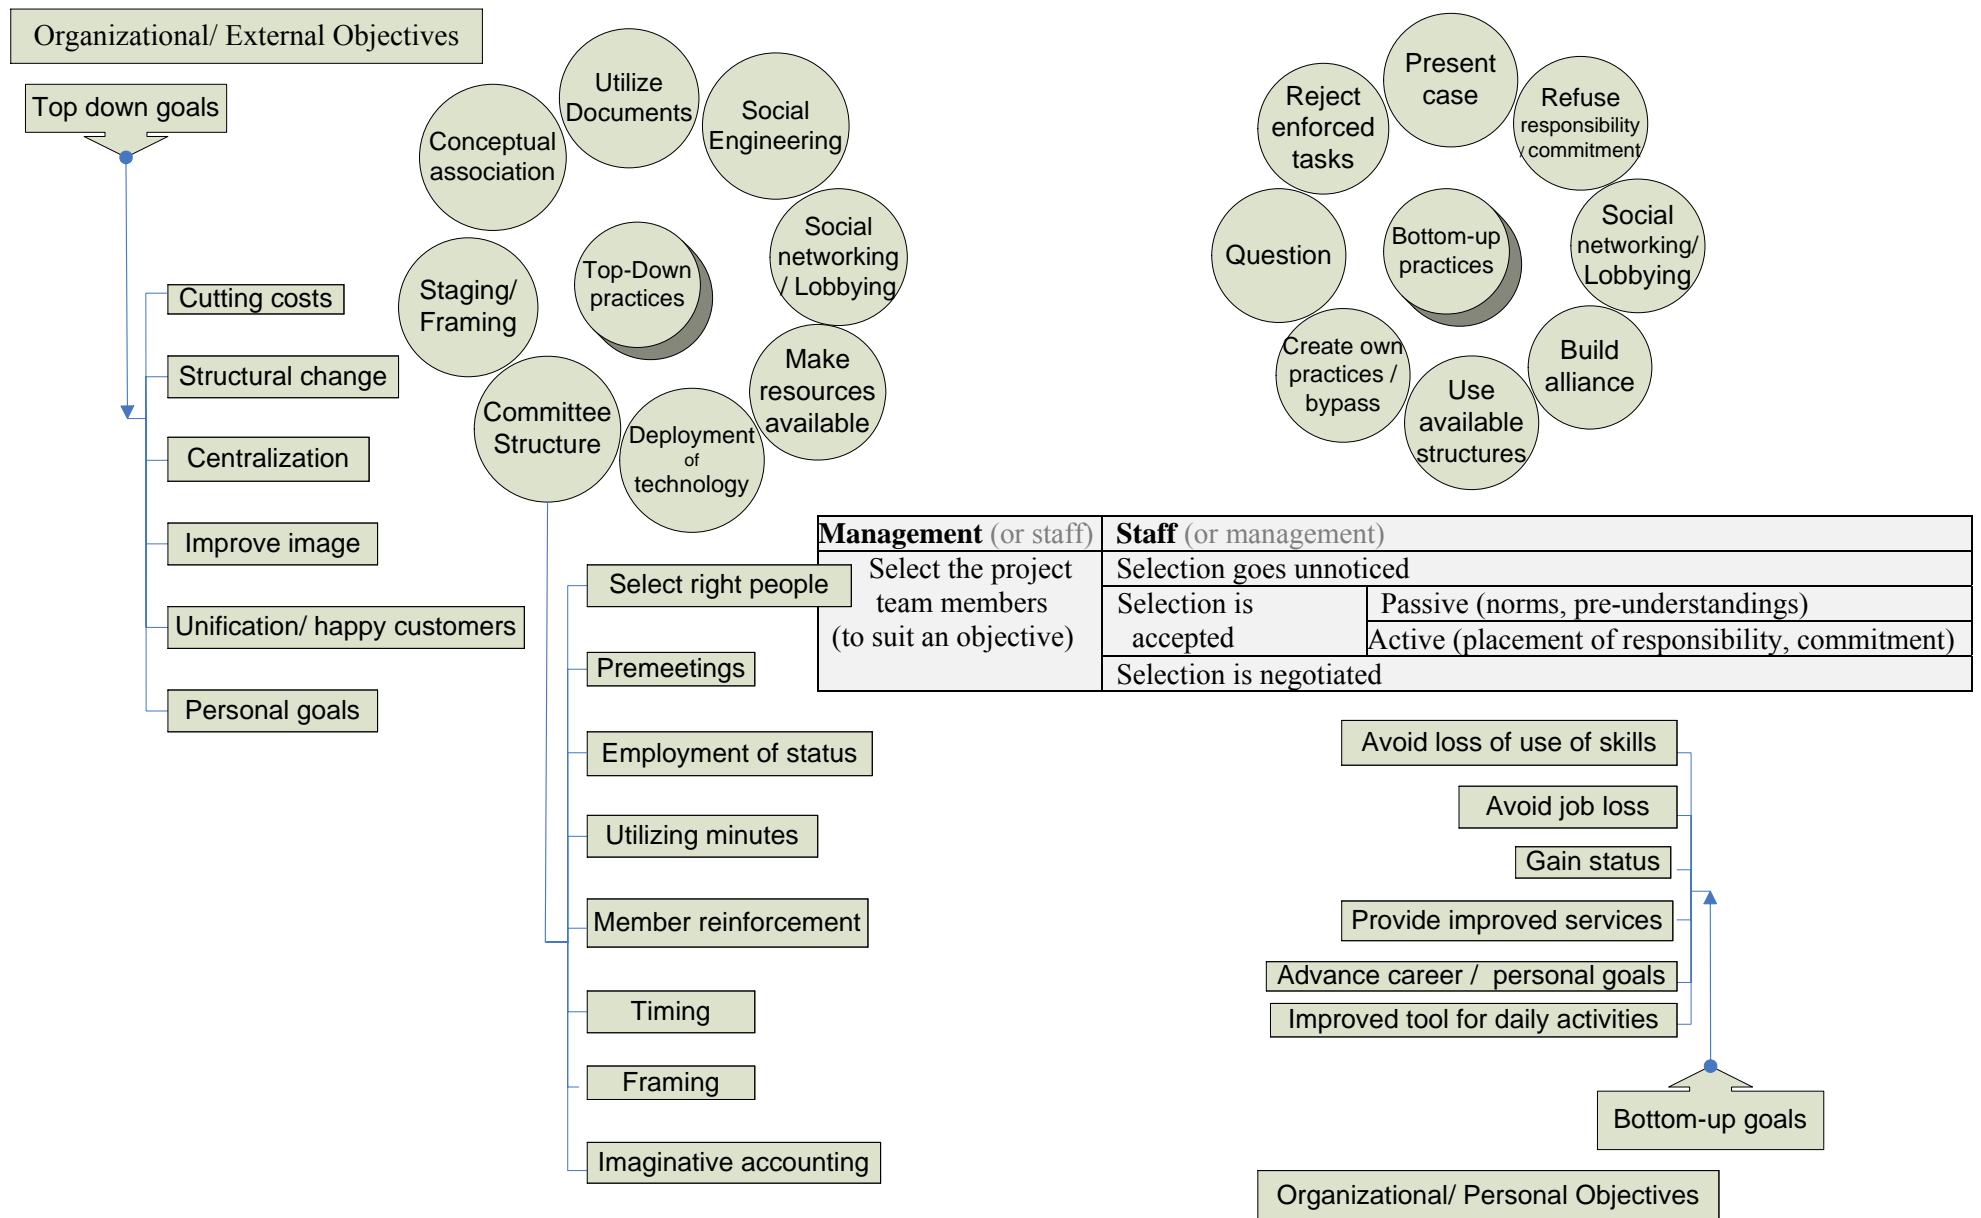 Organizational/ External Objectives
Top down goals
Cutting costs
Structural change
Centralization
Improve image
Unification/ happy customers
Personal goals
Utilize
Documents
Social
Engineering
Conceptual
association
Social
networking
/ Lobbying
Top-Down
practices
Staging/
Framing
Make
resources
available
Committee
Structure
Deployment
of
technology
Select right people
Premeetings
Employment of status
Utilizing minutes
Member reinforcement
Timing
Framing
Imaginative accounting
Present
case
Reject
enforced
tasks
Refuse
responsibility
/ commitment
Question
Bottom-up
practices
Social
networking/
Lobbying
Create own
practices /
bypass
Build
alliance
Use
available
structures
Management (or staff)
Staff (or management)
Select the project
team members
(to suit an objective)
Selection goes unnoticed
Selection is
accepted
Passive (norms, pre-understandings)
Active (placement of responsibility, commitment)
Selection is negotiated
Avoid loss of use of skills
Avoid job loss
Gain status
Provide improved services
Advance career / personal goals
Improved tool for daily activities
Bottom-up goals
Organizational/ Personal Objectives